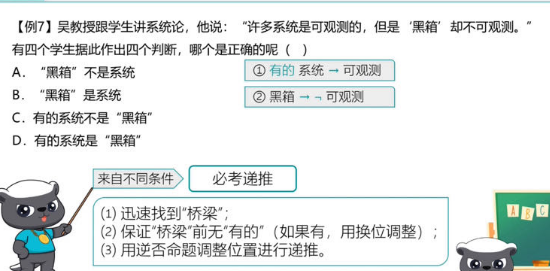 【例7】吴教授跟学生讲系统论，他说：“许多系统是可观测的，但是‘黑箱’却不可观测。”
有四个学生据此作出四个判断，哪个是正确的呢（ ）
A．“黑箱”不是系统
B．“黑箱”是系统
C．有的系统不是“黑箱”
D．有的系统是“黑箱”
① 有的 系统 → 可观测
② 黑箱 → ¬ 可观测
来自不同条件
必考递推
(1) 迅速找到“桥梁”；
(2) 保证“桥梁”前无“有的”（如果有，用换位调整）；
(3) 用逆否命题调整位置进行递推。
A B C